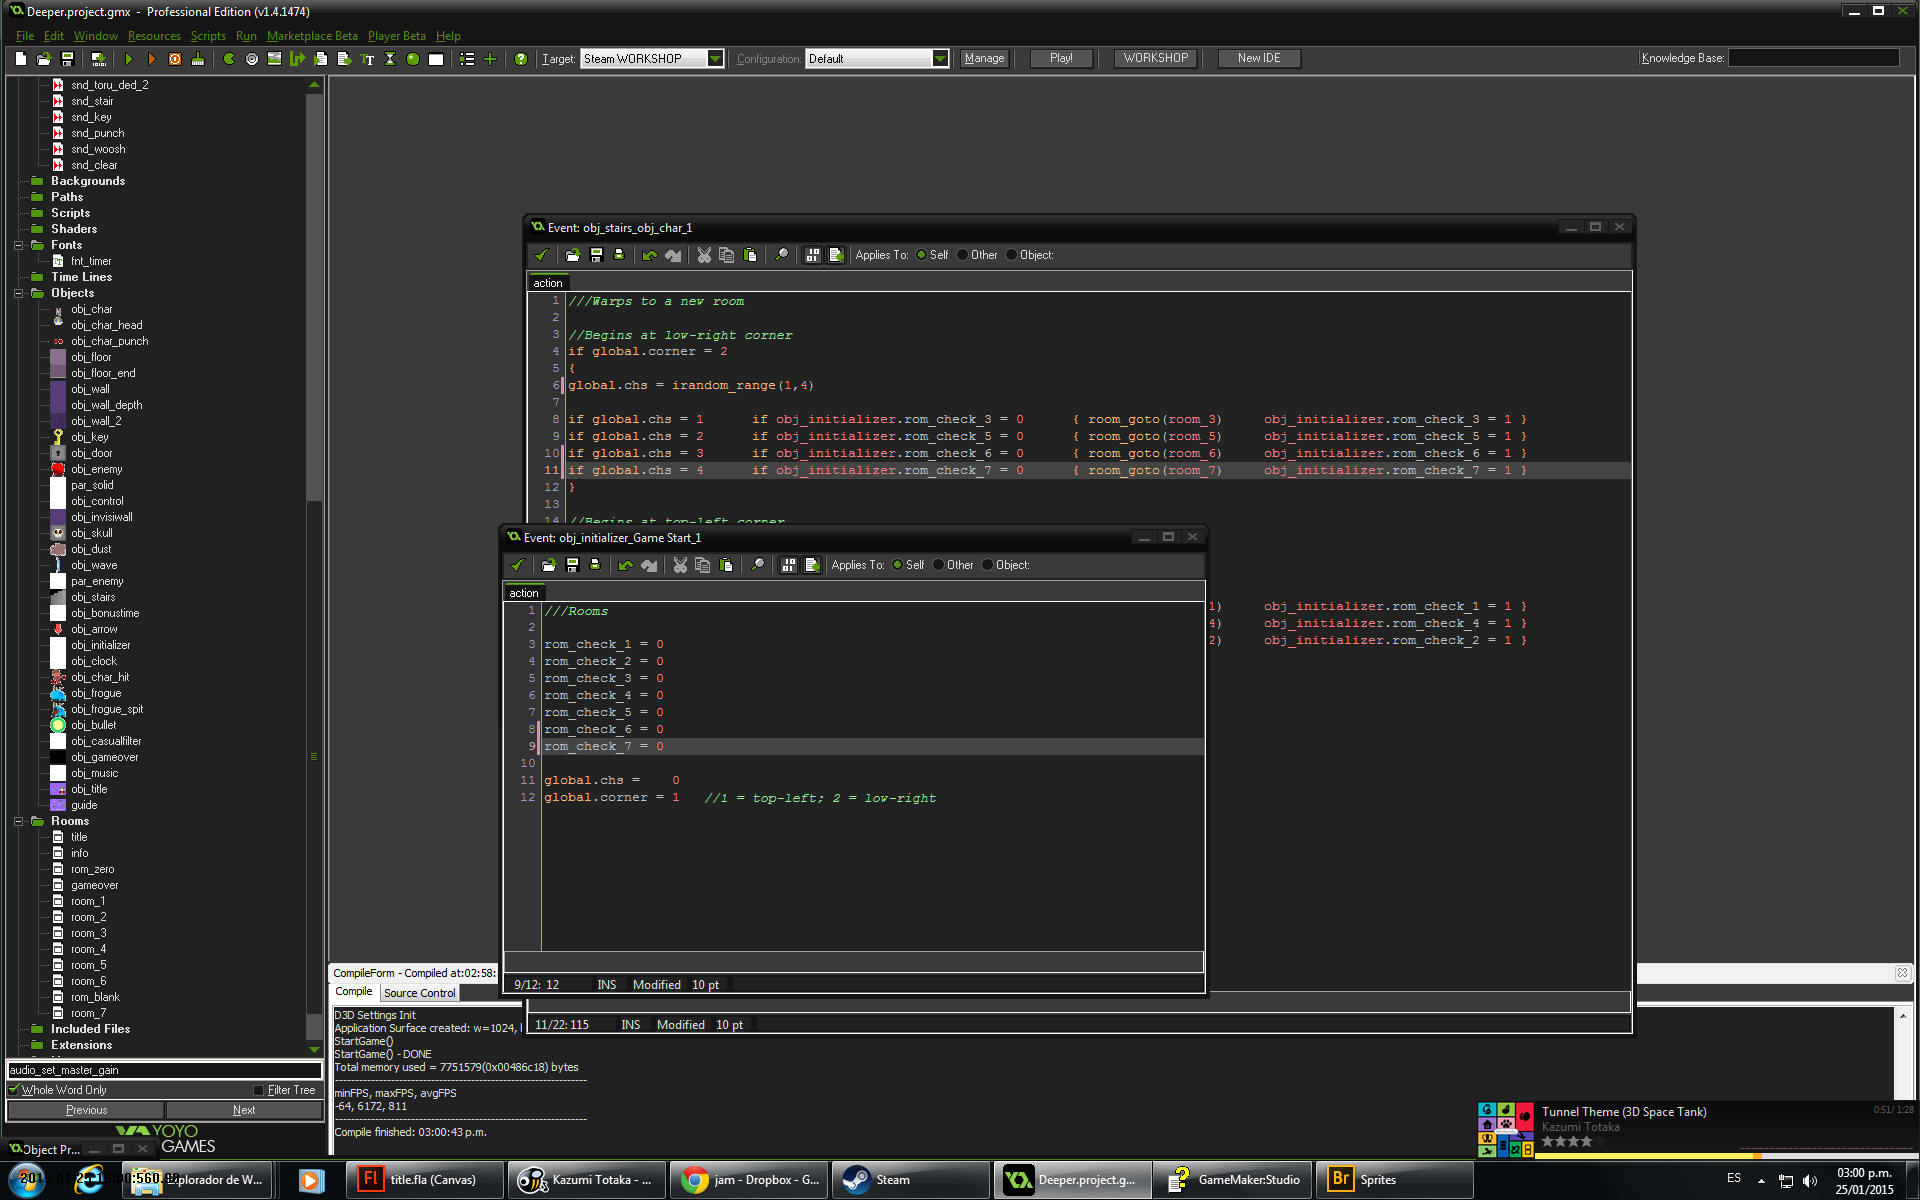 Deeper.project.gmx - Professional Edition (v1.4.1474)
File Edit Window Resources Scripts Run Marketplace Beta Player Beta Help
Target: Steam WORKSHOP Configuration: Default Manage Play! WORKSHOP New IDE Knowledge Base:
snd_toru_ded_2
snd_stair
snd_key
snd_punch
snd_woosh
snd_clear
Backgrounds
Paths
Scripts
Shaders
Fonts
fnt_timer
Time Lines
Objects
obj_char
obj_char_head
obj_char_punch
obj_floor
obj_floor_end
obj_wall
obj_wall_depth
obj_wall_2
obj_key
obj_door
obj_enemy
par_solid
obj_control
obj_invisiwall
obj_skull
obj_dust
obj_wave
par_enemy
obj_stairs
obj_bonustime
obj_arrow
obj_initializer
obj_clock
obj_char_hit
obj_frogue
obj_frogue_spit
obj_bullet
obj_casualfilter
obj_gameover
obj_music
obj_title
guide
Rooms
title
info
rom_zero
gameover
room_1
room_2
room_3
room_4
room_5
room_6
rom_blank
room_7
Included Files
Extensions
audio_set_master_gain
Whole Word Only Filter Tree
Previous Next
YOYO GAMES
Object Pr...
Event: obj_stairs_obj_char_1
Applies To: Self Other Object:
action
1 ///Warps to a new room
2
3 //Begins at low-right corner
4 if global.corner = 2
5 {
6 global.chs = irandom_range(1,4)
7
8 if global.chs = 1 if obj_initializer.rom_check_3 = 0 { room_goto(room_3) obj_initializer.rom_check_3 = 1 }
9 if global.chs = 2 if obj_initializer.rom_check_5 = 0 { room_goto(room_5) obj_initializer.rom_check_5 = 1 }
10 if global.chs = 3 if obj_initializer.rom_check_6 = 0 { room_goto(room_6) obj_initializer.rom_check_6 = 1 }
11 if global.chs = 4 if obj_initializer.rom_check_7 = 0 { room_goto(room_7) obj_initializer.rom_check_7 = 1 }
12 }
13
14 //Begins at top-left corner
1) obj_initializer.rom_check_1 = 1 }
4) obj_initializer.rom_check_4 = 1 }
2) obj_initializer.rom_check_2 = 1 }
11/22: 115 INS Modified 10 pt
Event: obj_initializer_Game Start_1
Applies To: Self Other Object:
action
1 ///Rooms
2
3 rom_check_1 = 0
4 rom_check_2 = 0
5 rom_check_3 = 0
6 rom_check_4 = 0
7 rom_check_5 = 0
8 rom_check_6 = 0
9 rom_check_7 = 0
10
11 global.chs = 0
12 global.corner = 1 //1 = top-left; 2 = low-right
9/12: 12 INS Modified 10 pt
CompileForm - Compiled at:02:58:
Compile Source Control
D3D Settings Init
Application Surface created: w=1024,
StartGame()
StartGame() - DONE
Total memory used = 7751579(0x00486c18) bytes
minFPS, maxFPS, avgFPS
-64, 6172, 811
Compile finished: 03:00:43 p.m.
Tunnel Theme (3D Space Tank) 0:51/ 1:28
Kazumi Totaka
Explorador de W...
title.fla (Canvas)
Kazumi Totaka - ...
jam - Dropbox - G...
Steam
Deeper.project.g...
GameMaker:Studio
Sprites
ES
03:00 p.m.
25/01/2015